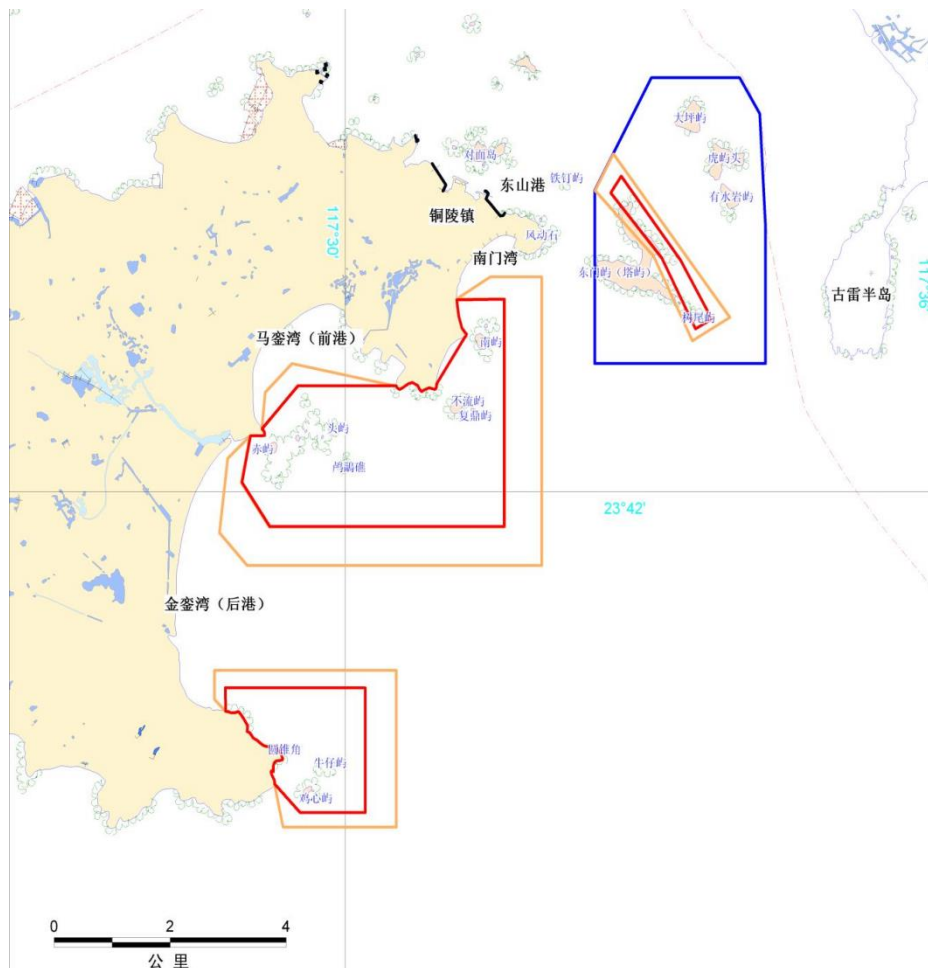 大坪屿
对面岛
虎屿头
东山港
铁钉屿
铜陵镇
有水岩屿
117°30'
风动石
南门湾
东门屿（塔屿）
117°36'
古雷半岛
马銮湾（前港）
南屿
不流屿
复鼎屿
头屿
赤屿
鸬鹚礁
23°42'
金銮湾（后港）
圆锥角
牛仔屿
鸡心屿
0 2 4
公 里